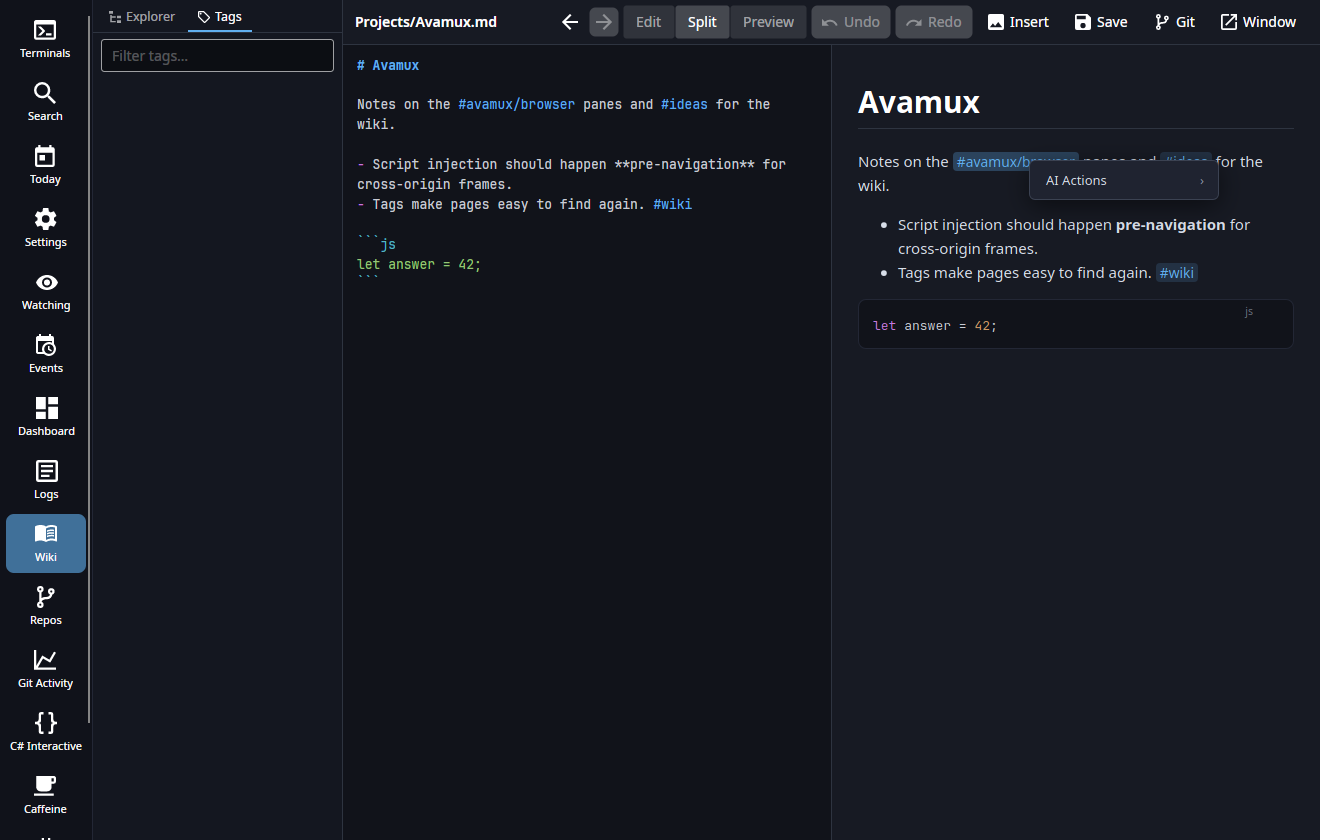 Terminals
Search
Today
Settings
Watching
Events
Dashboard
Logs
Wiki
Repos
Git Activity
C# Interactive
Caffeine
Explorer
Tags
Filter tags...
Projects/Avamux.md
Edit
Split
Preview
Undo
Redo
Insert
Save
Git
Window
# Avamux
Notes on the #avamux/browser panes and #ideas for the
wiki.
- Script injection should happen **pre-navigation** for
cross-origin frames.
- Tags make pages easy to find again. #wiki
```js
let answer = 42;
```
Avamux
Notes on the #avamux/browser panes and #ideas for the
wiki.
AI Actions ›
• Script injection should happen pre-navigation for
cross-origin frames.
• Tags make pages easy to find again. #wiki
js
let answer = 42;